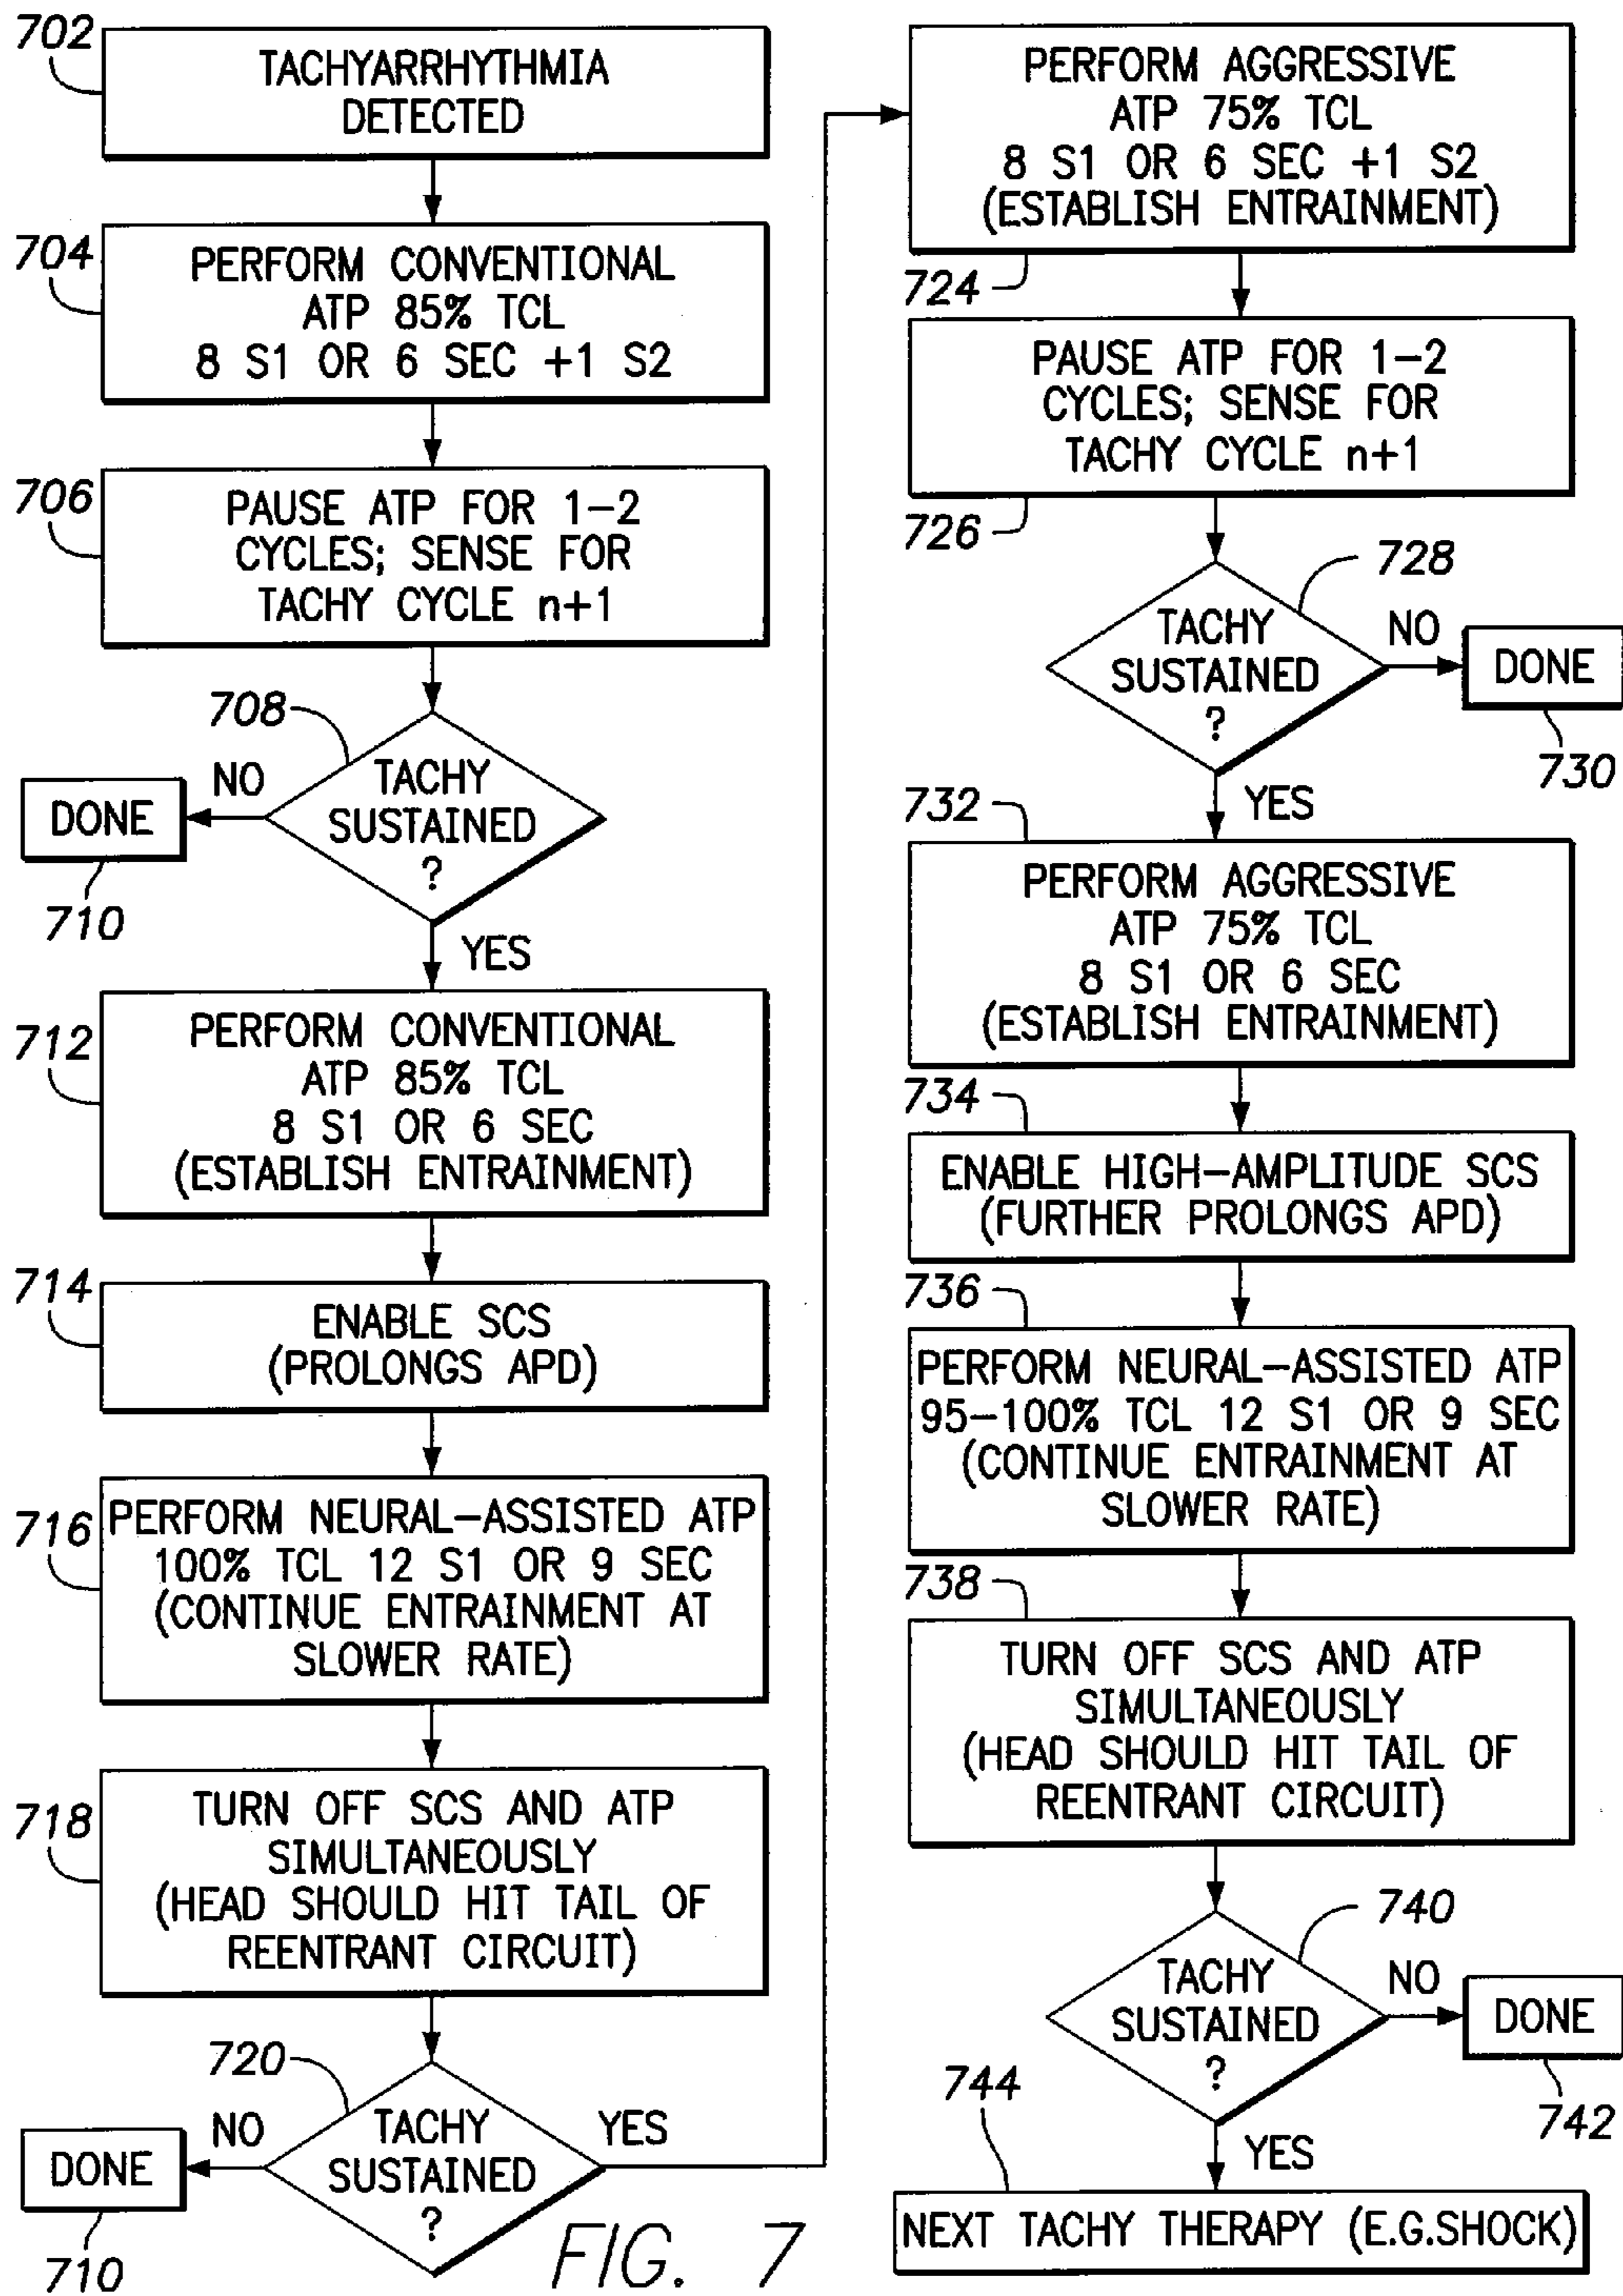 702
TACHYARRHYTHMIA
DETECTED
704
PERFORM CONVENTIONAL
ATP 85% TCL
8 S1 OR 6 SEC +1 S2
706
PAUSE ATP FOR 1-2
CYCLES; SENSE FOR
TACHY CYCLE n+1
708
TACHY
SUSTAINED
?
NO
DONE
710
YES
712
PERFORM CONVENTIONAL
ATP 85% TCL
8 S1 OR 6 SEC
(ESTABLISH ENTRAINMENT)
714
ENABLE SCS
(PROLONGS APD)
716
PERFORM NEURAL-ASSISTED ATP
100% TCL 12 S1 OR 9 SEC
(CONTINUE ENTRAINMENT AT
SLOWER RATE)
718
TURN OFF SCS AND ATP
SIMULTANEOUSLY
(HEAD SHOULD HIT TAIL OF
REENTRANT CIRCUIT)
720
TACHY
SUSTAINED
?
NO
DONE
710
YES
PERFORM AGGRESSIVE
ATP 75% TCL
8 S1 OR 6 SEC +1 S2
(ESTABLISH ENTRAINMENT)
724
PAUSE ATP FOR 1-2
CYCLES; SENSE FOR
TACHY CYCLE n+1
726
728
TACHY
SUSTAINED
?
NO
DONE
730
YES
732
PERFORM AGGRESSIVE
ATP 75% TCL
8 S1 OR 6 SEC
(ESTABLISH ENTRAINMENT)
734
ENABLE HIGH-AMPLITUDE SCS
(FURTHER PROLONGS APD)
736
PERFORM NEURAL-ASSISTED ATP
95-100% TCL 12 S1 OR 9 SEC
(CONTINUE ENTRAINMENT AT
SLOWER RATE)
738
TURN OFF SCS AND ATP
SIMULTANEOUSLY
(HEAD SHOULD HIT TAIL OF
REENTRANT CIRCUIT)
740
TACHY
SUSTAINED
?
NO
DONE
742
YES
744
NEXT TACHY THERAPY (E.G.SHOCK)
FIG. 7